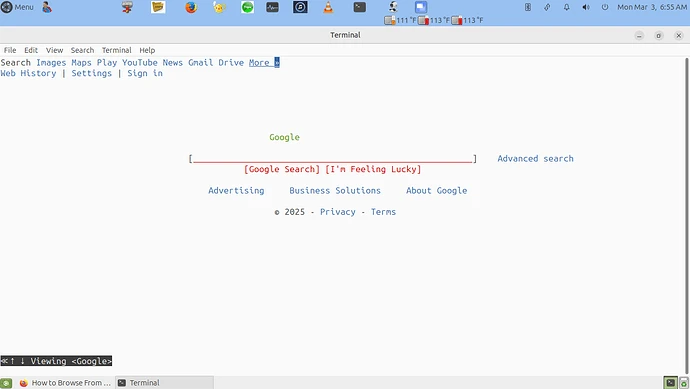 Menu
Mon Mar 3, 6:55 AM
111 °F 113 °F 113 °F
Terminal
File Edit View Search Terminal Help
Search Images Maps Play YouTube News Gmail Drive More »
Web History | Settings | Sign in
Google
[________________________________________________________] Advanced search
[Google Search] [I'm Feeling Lucky]
Advertising Business Solutions About Google
© 2025 - Privacy - Terms
≪↑ ↓ Viewing <Google>
How to Browse From ... Terminal